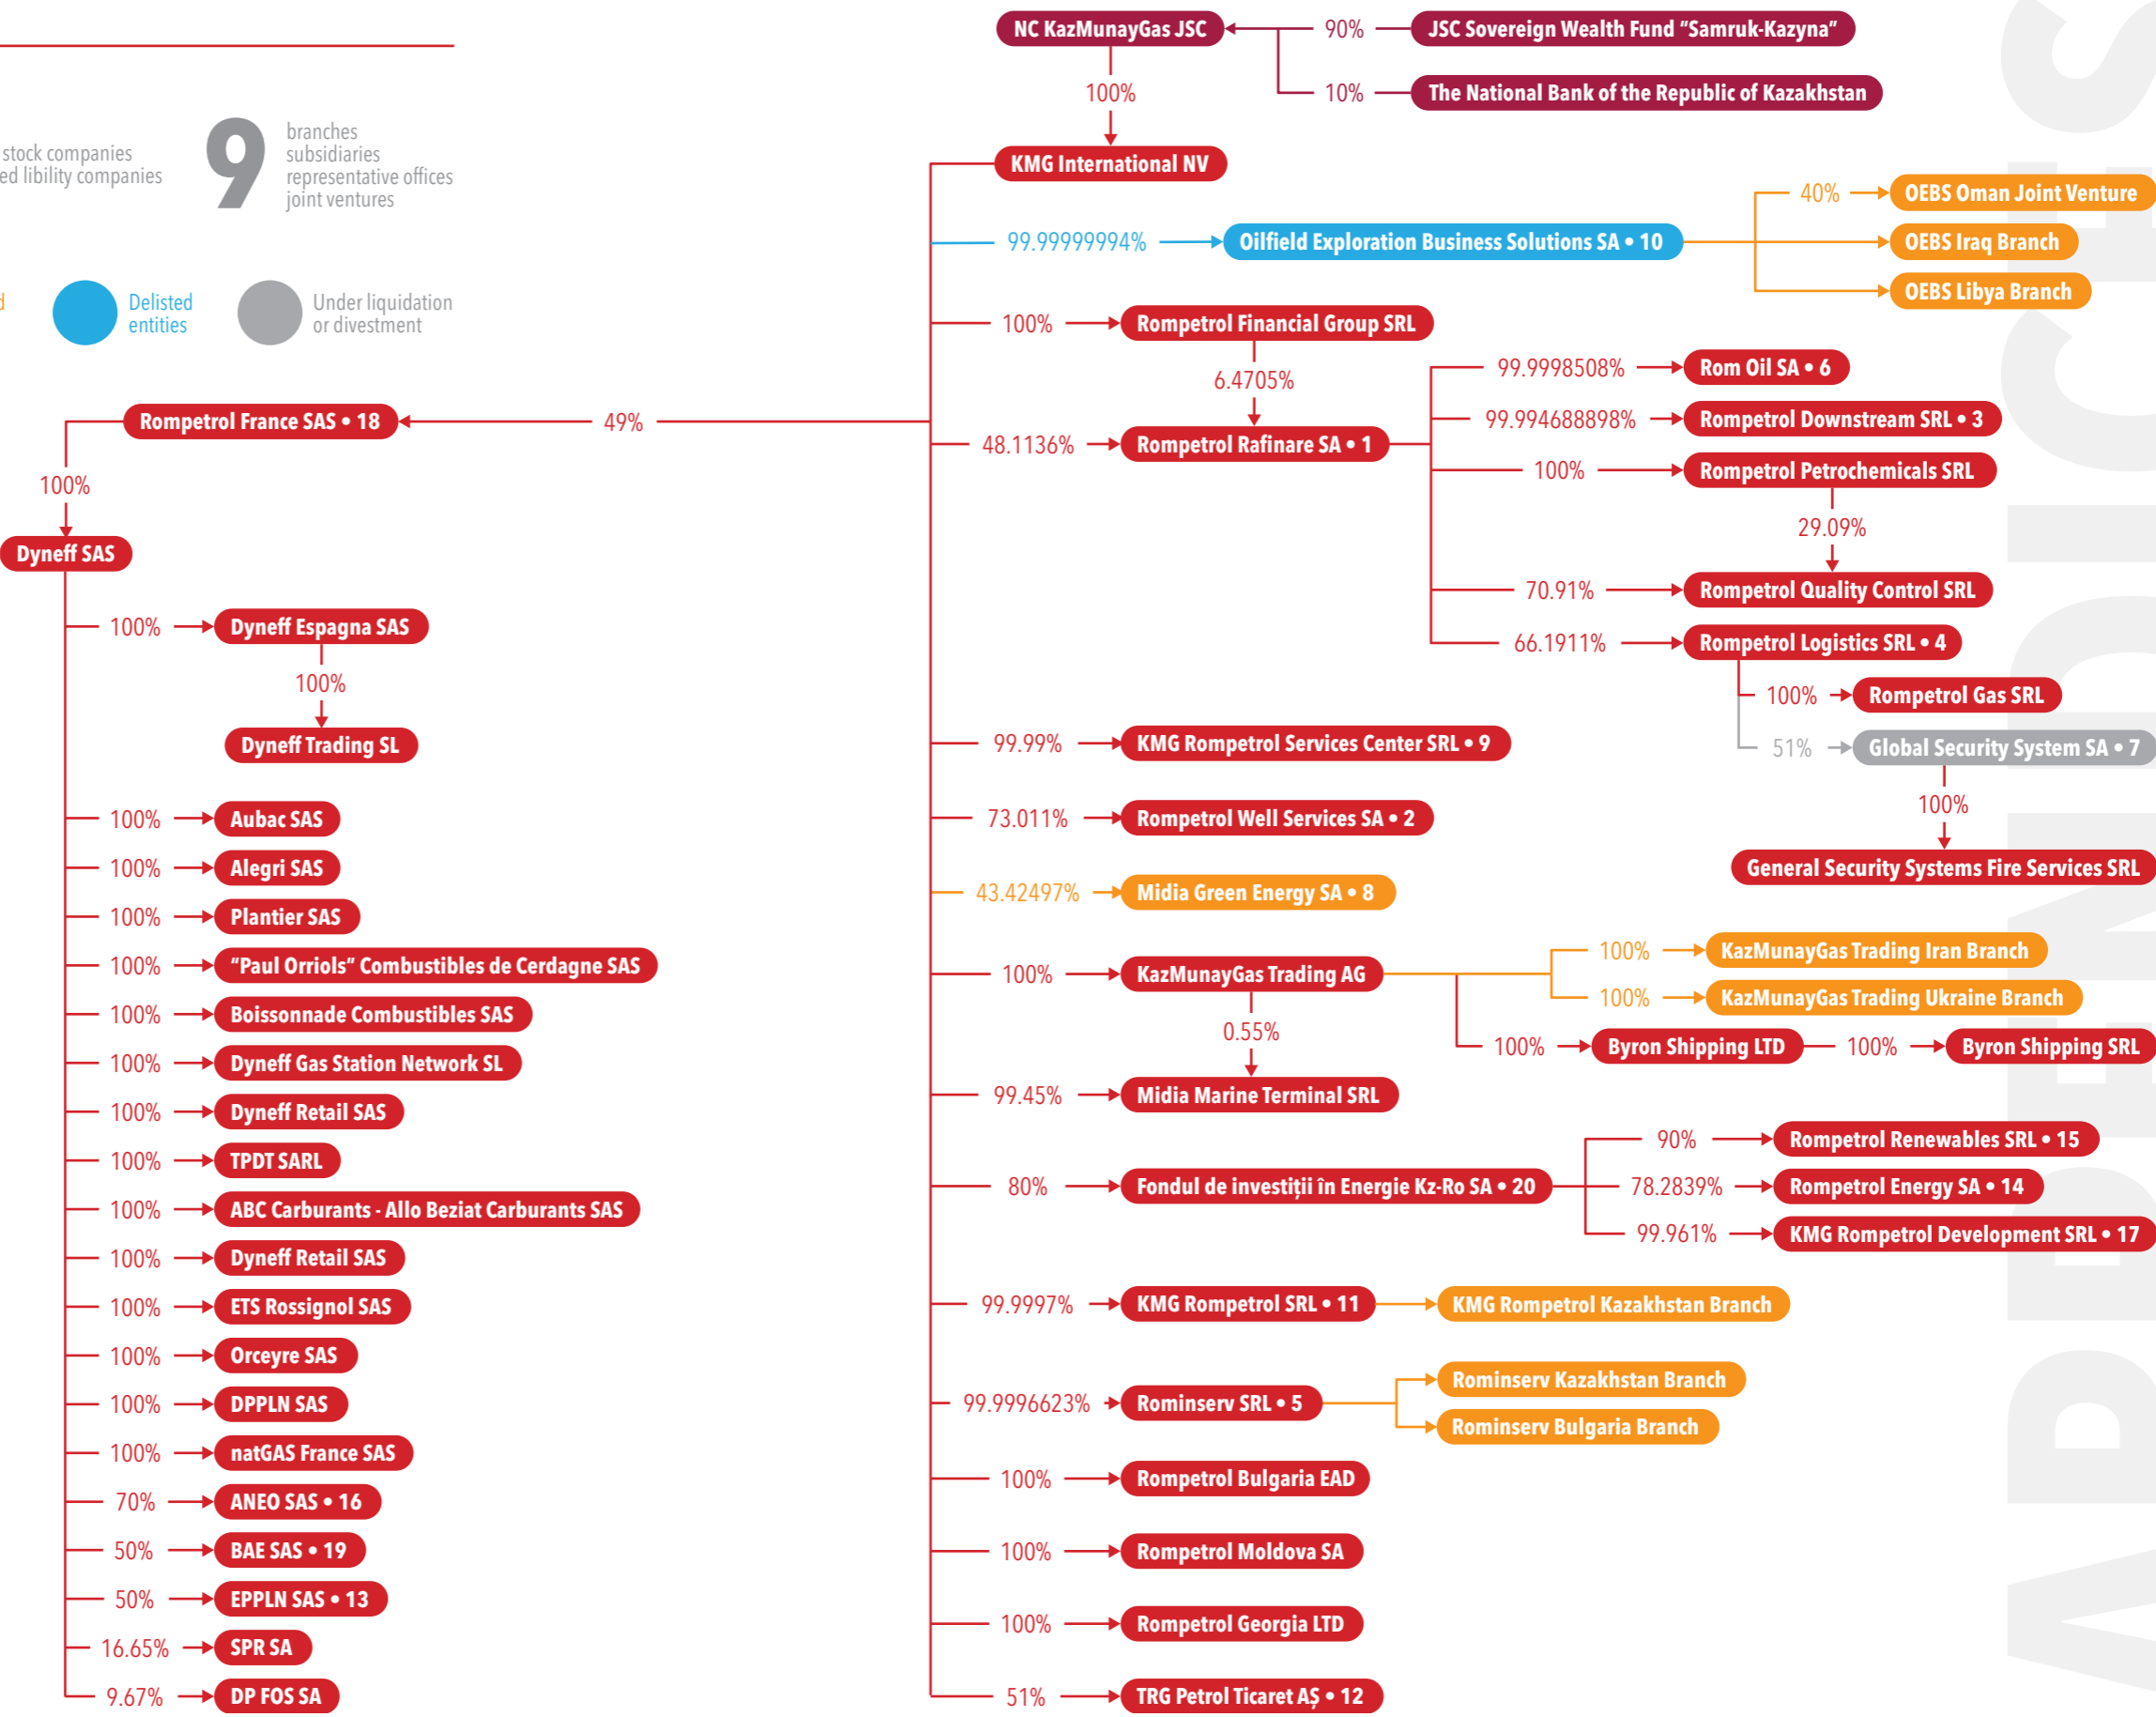 NC KazMunayGas JSC
90%
JSC Sovereign Wealth Fund "Samruk-Kazyna"
10%
The National Bank of the Republic of Kazakhstan
100%
KMG International NV
stock companies
ed libility companies
9
branches
subsidiaries
representative offices
joint ventures
d
Delisted
entities
Under liquidation
or divestment
99.99999994%
Oilfield Exploration Business Solutions SA • 10
40%
OEBS Oman Joint Venture
OEBS Iraq Branch
OEBS Libya Branch
100%
Rompetrol Financial Group SRL
6.4705%
48.1136%
Rompetrol Rafinare SA • 1
99.9998508%
Rom Oil SA • 6
99.994688898%
Rompetrol Downstream SRL • 3
100%
Rompetrol Petrochemicals SRL
29.09%
70.91%
Rompetrol Quality Control SRL
66.1911%
Rompetrol Logistics SRL • 4
100%
Rompetrol Gas SRL
51%
Global Security System SA • 7
100%
General Security Systems Fire Services SRL
99.99%
KMG Rompetrol Services Center SRL • 9
73.011%
Rompetrol Well Services SA • 2
43.42497%
Midia Green Energy SA • 8
100%
KazMunayGas Trading AG
100%
KazMunayGas Trading Iran Branch
100%
KazMunayGas Trading Ukraine Branch
100%
Byron Shipping LTD
100%
Byron Shipping SRL
0.55%
99.45%
Midia Marine Terminal SRL
80%
Fondul de investiții în Energie Kz-Ro SA • 20
90%
Rompetrol Renewables SRL • 15
78.2839%
Rompetrol Energy SA • 14
99.961%
KMG Rompetrol Development SRL • 17
99.9997%
KMG Rompetrol SRL • 11
KMG Rompetrol Kazakhstan Branch
99.9996623%
Rominserv SRL • 5
Rominserv Kazakhstan Branch
Rominserv Bulgaria Branch
100%
Rompetrol Bulgaria EAD
100%
Rompetrol Moldova SA
100%
Rompetrol Georgia LTD
51%
TRG Petrol Ticaret AȘ • 12
49%
Rompetrol France SAS • 18
100%
Dyneff SAS
100%
Dyneff Espagna SAS
100%
Dyneff Trading SL
100%
Aubac SAS
100%
Alegri SAS
100%
Plantier SAS
100%
"Paul Orriols" Combustibles de Cerdagne SAS
100%
Boissonnade Combustibles SAS
100%
Dyneff Gas Station Network SL
100%
Dyneff Retail SAS
100%
TPDT SARL
100%
ABC Carburants - Allo Beziat Carburants SAS
100%
Dyneff Retail SAS
100%
ETS Rossignol SAS
100%
Orceyre SAS
100%
DPPLN SAS
100%
natGAS France SAS
70%
ANEO SAS • 16
50%
BAE SAS • 19
50%
EPPLN SAS • 13
16.65%
SPR SA
9.67%
DP FOS SA
APPENDICES